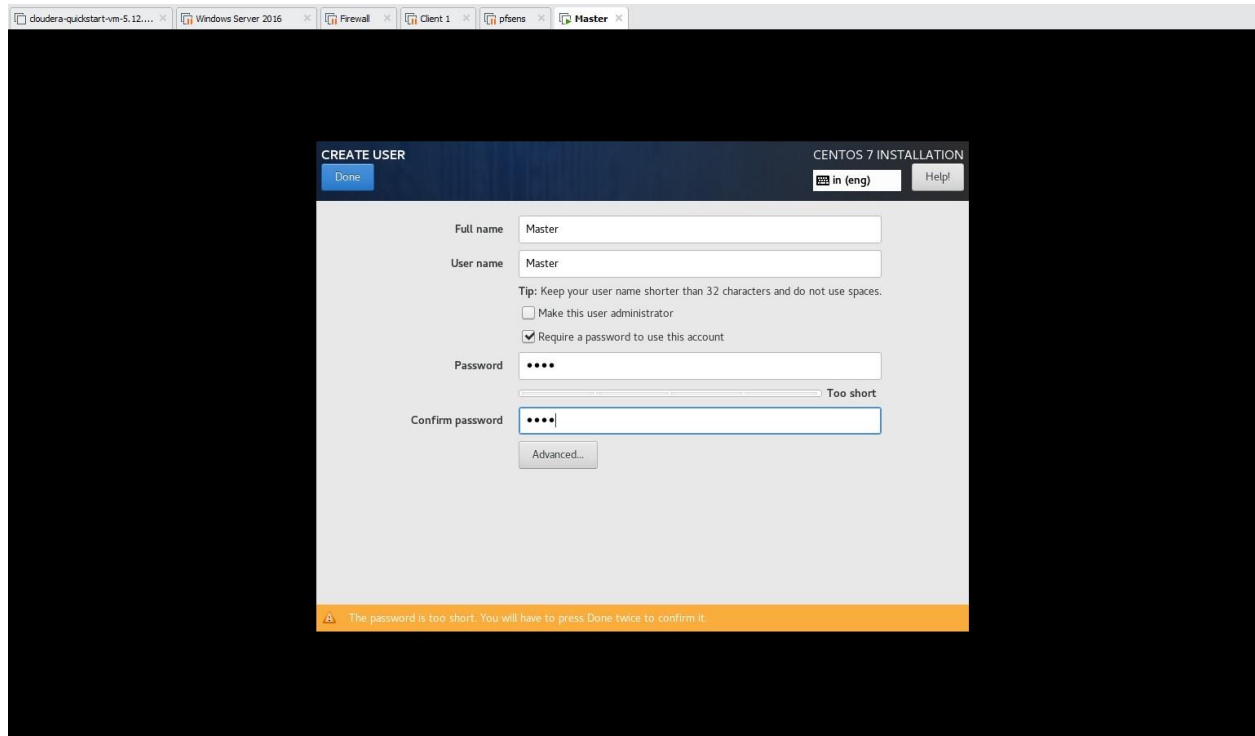 cloudera-quickstart-vm-5.12.... Windows Server 2016 Firewall Client 1 pfsens Master
CREATE USER
CENTOS 7 INSTALLATION
Done
in (eng)
Help!
Full name
Master
User name
Master
Tip: Keep your user name shorter than 32 characters and do not use spaces.
Make this user administrator
Require a password to use this account
Password
••••
Too short
Confirm password
••••
Advanced...
The password is too short. You will have to press Done twice to confirm it.